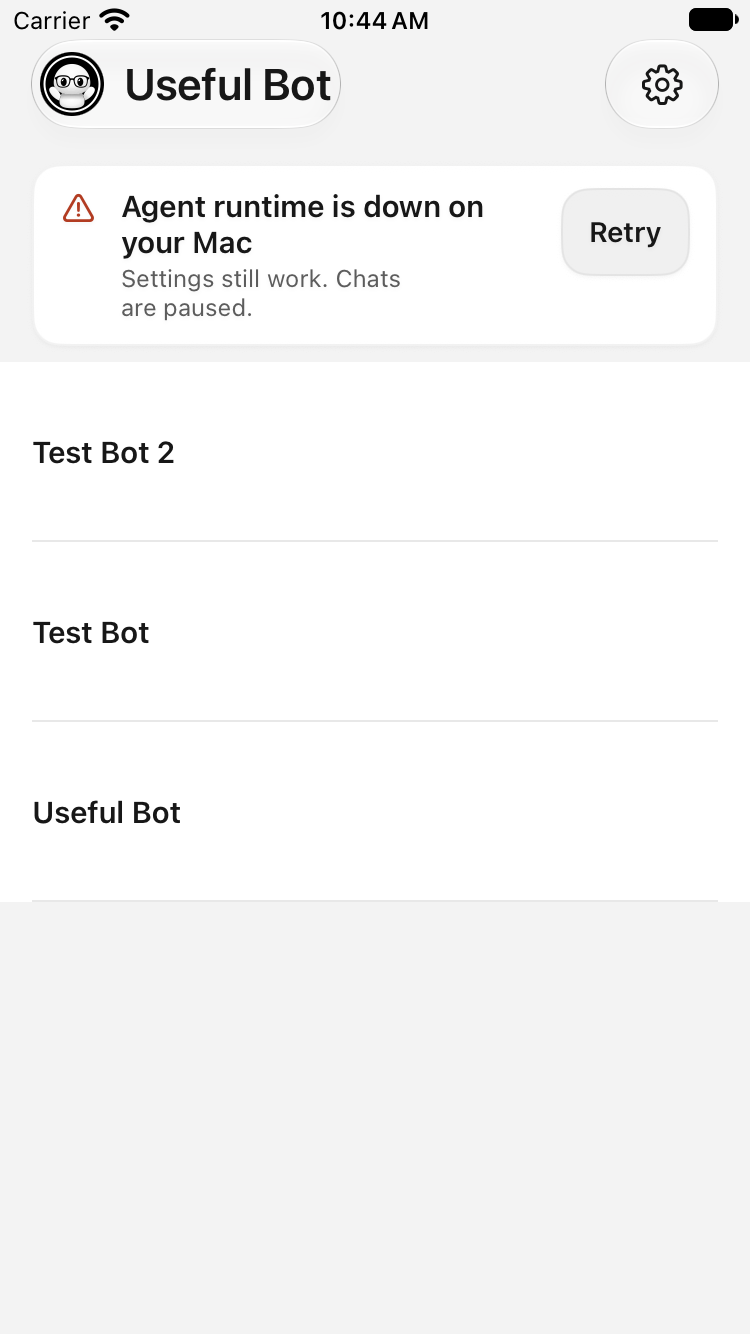 Carrier 10:44 AM
Useful Bot
Agent runtime is down on
your Mac
Retry
Settings still work. Chats
are paused.
Test Bot 2
Test Bot
Useful Bot